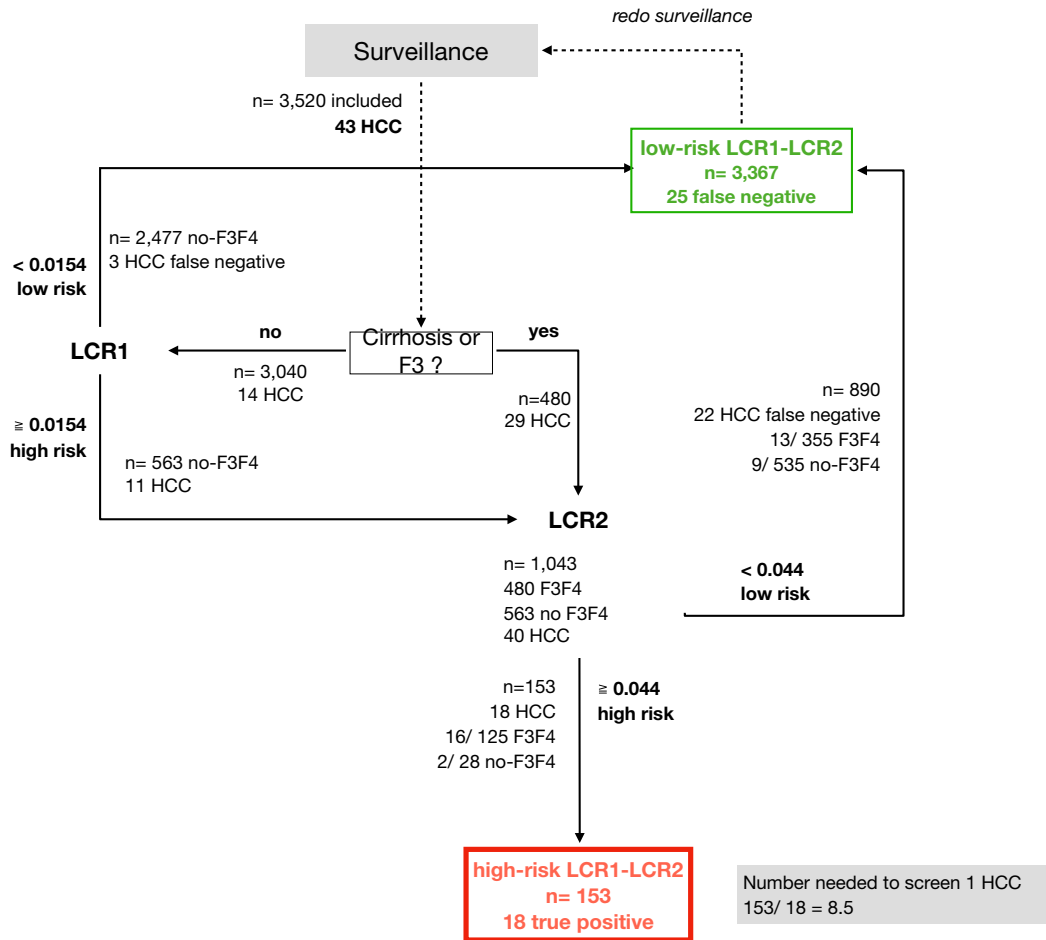 redo surveillance
Surveillance
n= 3,520 included
43 HCC
low-risk LCR1-LCR2
n= 3,367
25 false negative
n= 2,477 no-F3F4
3 HCC false negative
< 0.0154
low risk
LCR1
no
Cirrhosis or
F3 ?
yes
n= 3,040
14 HCC
n=480
29 HCC
n= 890
22 HCC false negative
13/ 355 F3F4
9/ 535 no-F3F4
≧ 0.0154
high risk
n= 563 no-F3F4
11 HCC
LCR2
n= 1,043
480 F3F4
563 no F3F4
40 HCC
< 0.044
low risk
n=153
18 HCC
16/ 125 F3F4
2/ 28 no-F3F4
≧ 0.044
high risk
high-risk LCR1-LCR2
n= 153
18 true positive
Number needed to screen 1 HCC
153/ 18 = 8.5